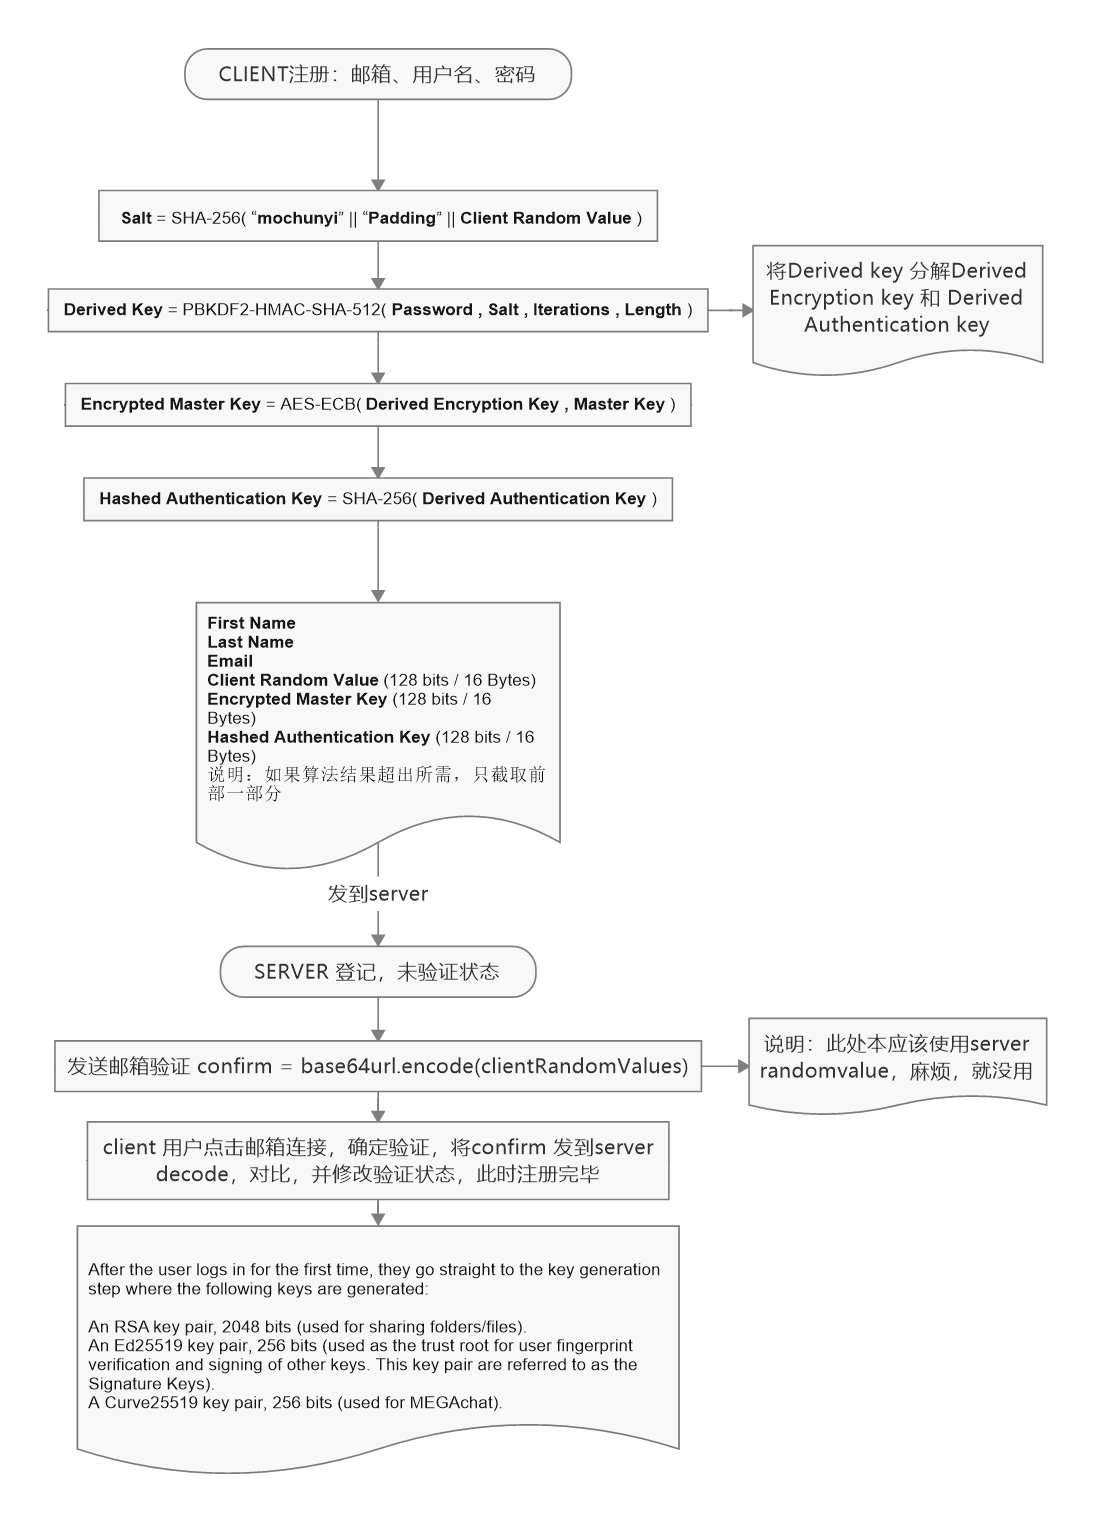 CLIENT注册：邮箱、用户名、密码
Salt = SHA-256( “mochunyi” || “Padding” || Client Random Value )
Derived Key = PBKDF2-HMAC-SHA-512( Password , Salt , Iterations , Length )
将Derived key 分解Derived
Encryption key 和 Derived
Authentication key
Encrypted Master Key = AES-ECB( Derived Encryption Key , Master Key )
Hashed Authentication Key = SHA-256( Derived Authentication Key )
First Name
Last Name
Email
Client Random Value (128 bits / 16 Bytes)
Encrypted Master Key (128 bits / 16
Bytes)
Hashed Authentication Key (128 bits / 16
Bytes)
说明：如果算法结果超出所需，只截取前
部一部分
发到server
SERVER 登记，未验证状态
发送邮箱验证 confirm = base64url.encode(clientRandomValues)
说明：此处本应该使用server
randomvalue，麻烦，就没用
client 用户点击邮箱连接，确定验证，将confirm 发到server
decode，对比，并修改验证状态，此时注册完毕
After the user logs in for the first time, they go straight to the key generation
step where the following keys are generated:
An RSA key pair, 2048 bits (used for sharing folders/files).
An Ed25519 key pair, 256 bits (used as the trust root for user fingerprint
verification and signing of other keys. This key pair are referred to as the
Signature Keys).
A Curve25519 key pair, 256 bits (used for MEGAchat).